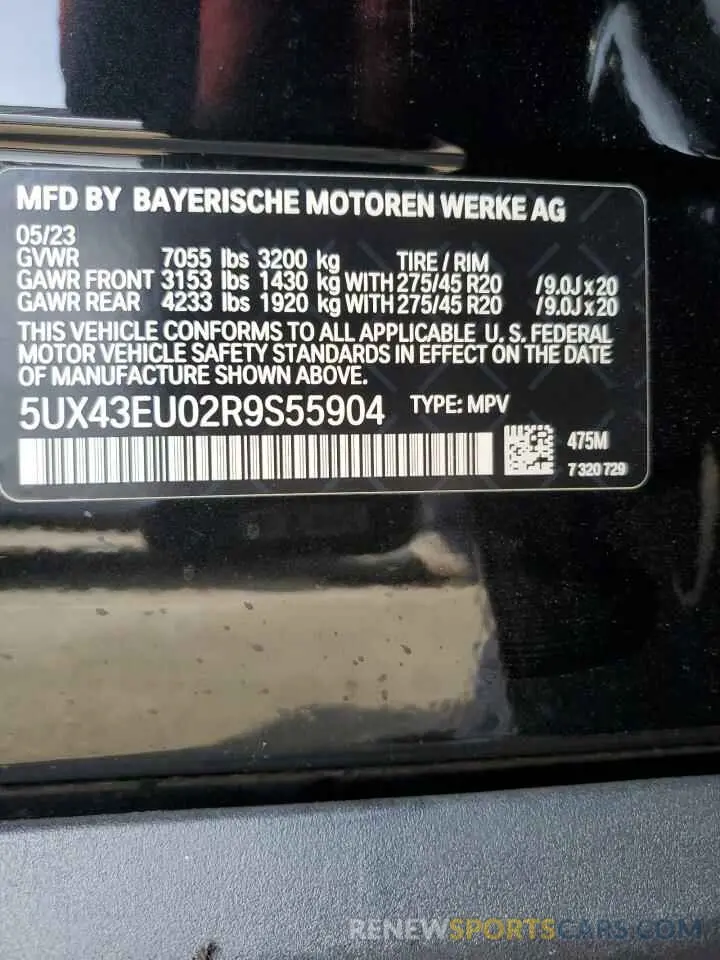 MFD BY BAYERISCHE MOTOREN WERKE AG
05/23
GVWR 7055 lbs 3200 kg TIRE / RIM
GAWR FRONT 3153 lbs 1430 kg WITH 275/45 R20 /9.0J x 20
GAWR REAR 4233 lbs 1920 kg WITH 275/45 R20 /9.0J x 20
THIS VEHICLE CONFORMS TO ALL APPLICABLE U. S. FEDERAL
MOTOR VEHICLE SAFETY STANDARDS IN EFFECT ON THE DATE
OF MANUFACTURE SHOWN ABOVE.
5UX43EU02R9S55904 TYPE: MPV
475M
7 320 729
RENEWSPORTSCARS.COM